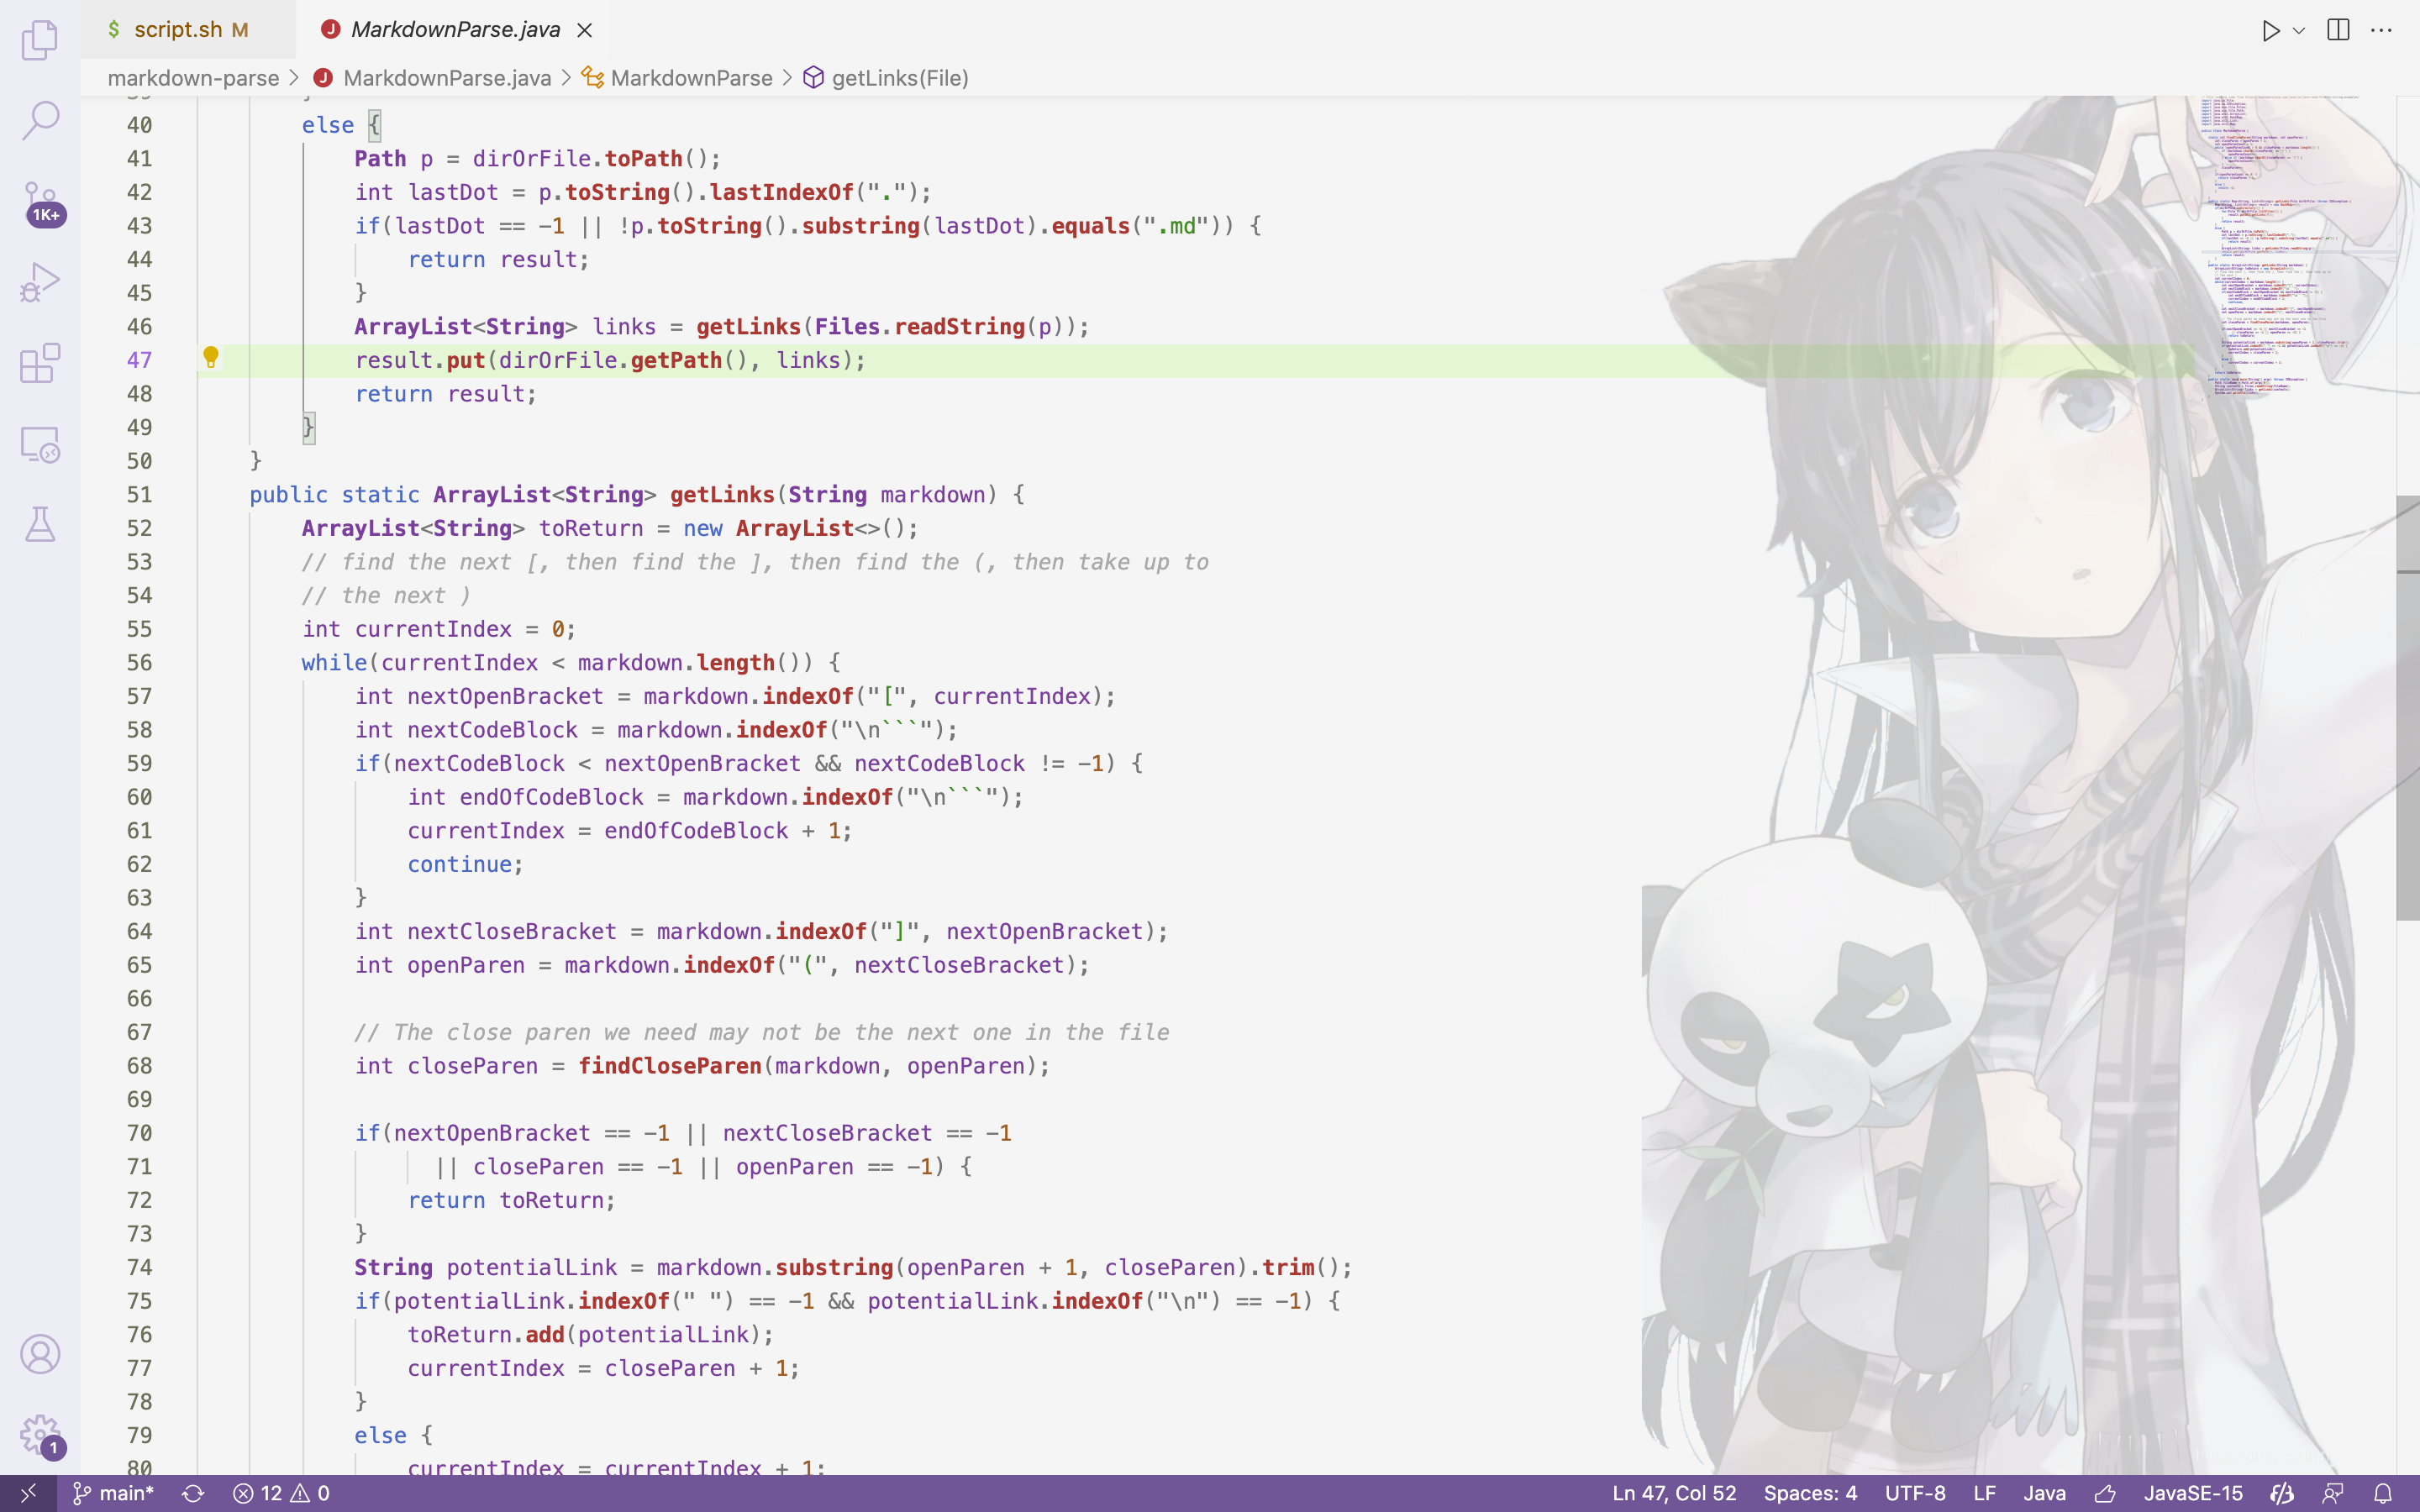 $ script.sh M
J MarkdownParse.java
markdown-parse > J MarkdownParse.java > MarkdownParse > getLinks(File)
1K+
40 else {
41 Path p = dirOrFile.toPath();
42 int lastDot = p.toString().lastIndexOf(".");
43 if(lastDot == -1 || !p.toString().substring(lastDot).equals(".md")) {
44 return result;
45 }
46 ArrayList<String> links = getLinks(Files.readString(p));
47 result.put(dirOrFile.getPath(), links);
48 return result;
49 }
50 }
51 public static ArrayList<String> getLinks(String markdown) {
52 ArrayList<String> toReturn = new ArrayList<>();
53 // find the next [, then find the ], then find the (, then take up to
54 // the next )
55 int currentIndex = 0;
56 while(currentIndex < markdown.length()) {
57 int nextOpenBracket = markdown.indexOf("[", currentIndex);
58 int nextCodeBlock = markdown.indexOf("\n```");
59 if(nextCodeBlock < nextOpenBracket && nextCodeBlock != -1) {
60 int endOfCodeBlock = markdown.indexOf("\n```");
61 currentIndex = endOfCodeBlock + 1;
62 continue;
63 }
64 int nextCloseBracket = markdown.indexOf("]", nextOpenBracket);
65 int openParen = markdown.indexOf("(", nextCloseBracket);
66
67 // The close paren we need may not be the next one in the file
68 int closeParen = findCloseParen(markdown, openParen);
69
70 if(nextOpenBracket == -1 || nextCloseBracket == -1
71 || closeParen == -1 || openParen == -1) {
72 return toReturn;
73 }
74 String potentialLink = markdown.substring(openParen + 1, closeParen).trim();
75 if(potentialLink.indexOf(" ") == -1 && potentialLink.indexOf("\n") == -1) {
76 toReturn.add(potentialLink);
77 currentIndex = closeParen + 1;
78 }
79 else {
80 currentIndex = currentIndex + 1;
1
main* 12 0 Ln 47, Col 52 Spaces: 4 UTF-8 LF Java JavaSE-15